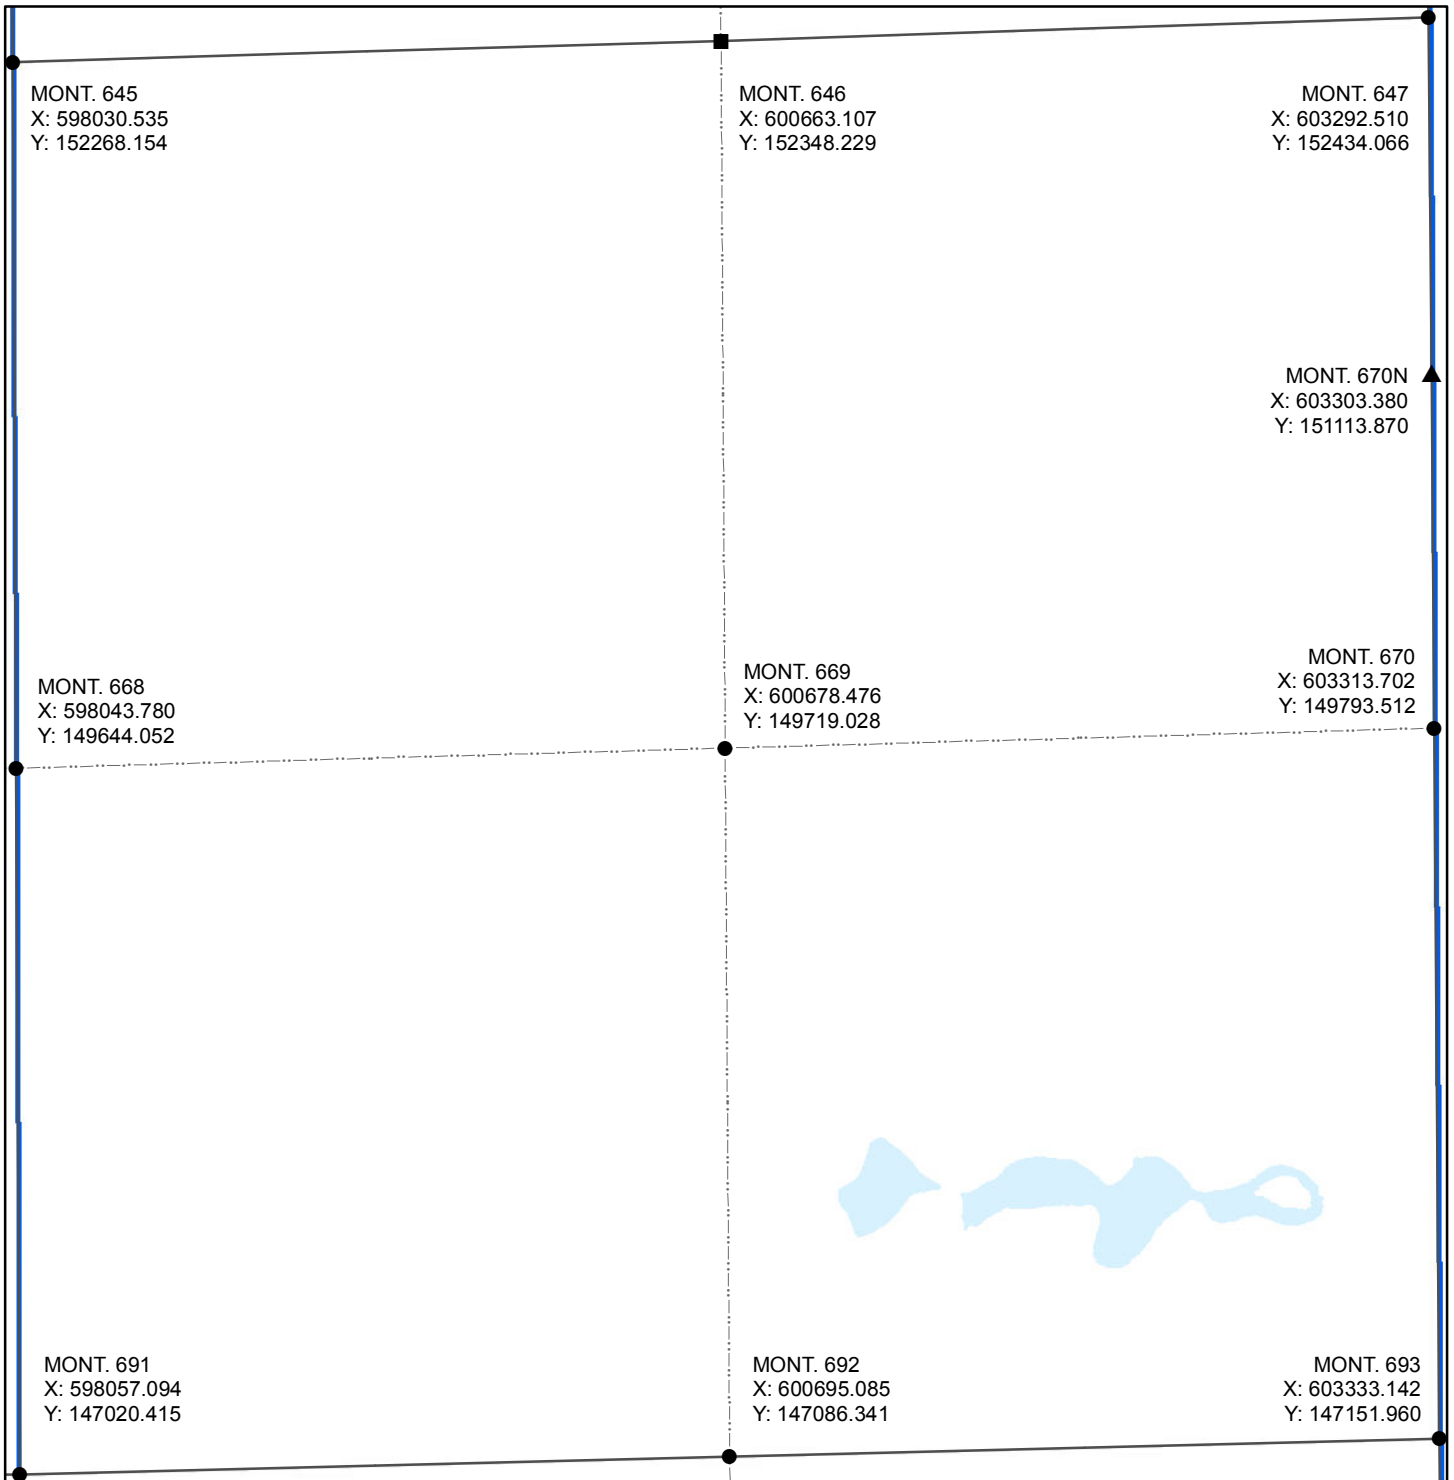 MONT. 645
X: 598030.535
Y: 152268.154
MONT. 646
X: 600663.107
Y: 152348.229
MONT. 647
X: 603292.510
Y: 152434.066
MONT. 670N
X: 603303.380
Y: 151113.870
MONT. 668
X: 598043.780
Y: 149644.052
MONT. 669
X: 600678.476
Y: 149719.028
MONT. 670
X: 603313.702
Y: 149793.512
MONT. 691
X: 598057.094
Y: 147020.415
MONT. 692
X: 600695.085
Y: 147086.341
MONT. 693
X: 603333.142
Y: 147151.960